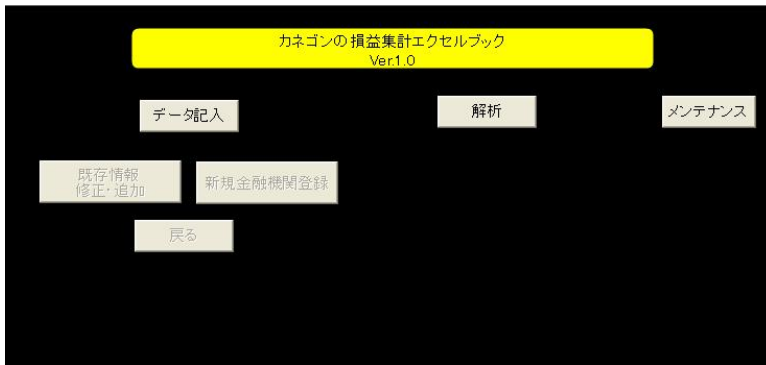 カネゴンの損益集計エクセルブック
Ver.1.0
データ記入
解析
メンテナンス
既存情報
修正・追加
新規金融機関登録
戻る